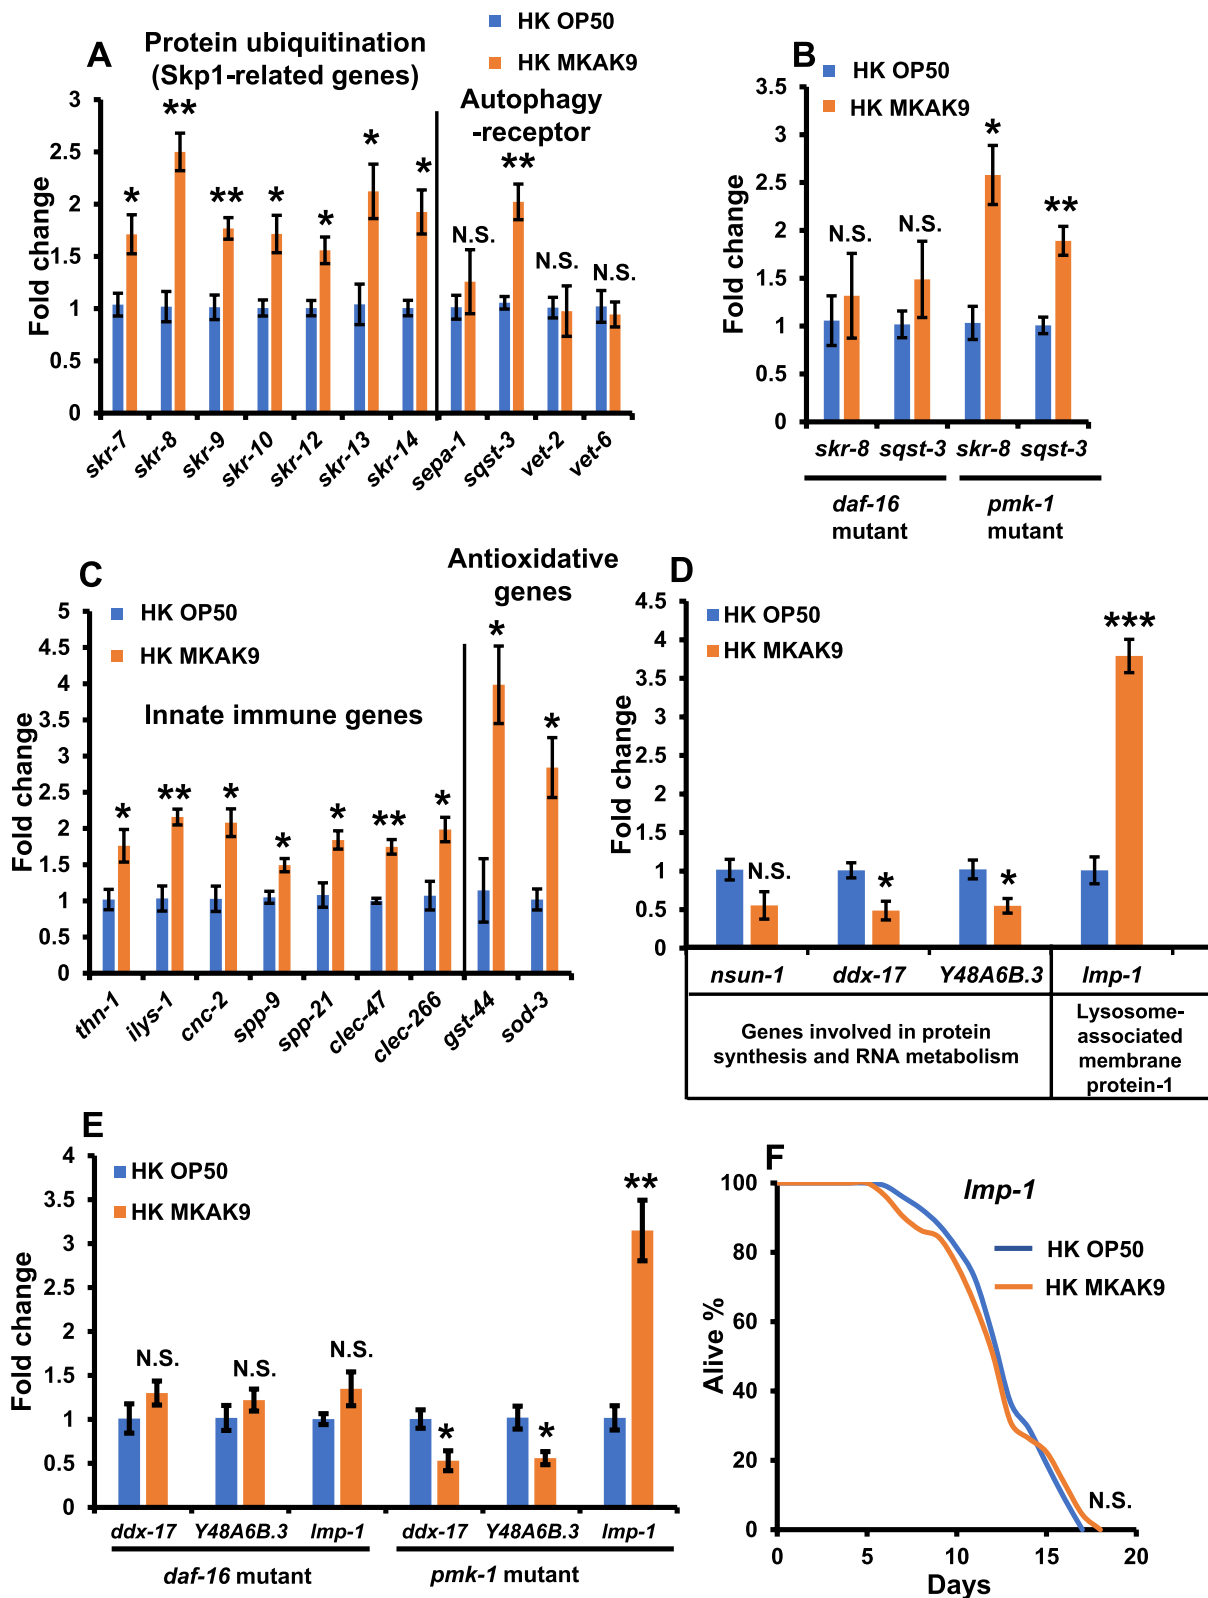 A
Protein ubiquitination
(Skp1-related genes)
HK OP50
HK MKAK9
Autophagy
-receptor
Fold change
3
2.5
2
1.5
1
0.5
0
*
**
**
*
*
*
*
N.S.
**
N.S.
N.S.
skr-7
skr-8
skr-9
skr-10
skr-12
skr-13
skr-14
sepa-1
sqst-3
vet-2
vet-6
B
HK OP50
HK MKAK9
Fold change
3.5
3
2.5
2
1.5
1
0.5
0
N.S.
N.S.
*
**
skr-8 sqst-3 skr-8 sqst-3
daf-16
mutant
pmk-1
mutant
C
HK OP50
HK MKAK9
Antioxidative
genes
Innate immune genes
Fold change
5
4.5
4
3.5
3
2.5
2
1.5
1
0.5
0
*
**
*
*
*
**
*
*
*
thn-1
ilys-1
cnc-2
spp-9
spp-21
clec-47
clec-266
gst-44
sod-3
D
HK OP50
HK MKAK9
Fold change
4.5
4
3.5
3
2.5
2
1.5
1
0.5
0
N.S.
*
*
***
nsun-1 ddx-17 Y48A6B.3 lmp-1
Genes involved in protein
synthesis and RNA metabolism
Lysosome-
associated
membrane
protein-1
E
HK OP50
HK MKAK9
Fold change
4
3.5
3
2.5
2
1.5
1
0.5
0
N.S.
N.S.
N.S.
*
*
**
ddx-17 Y48A6B.3 lmp-1 ddx-17 Y48A6B.3 lmp-1
daf-16 mutant
pmk-1 mutant
F
lmp-1
HK OP50
HK MKAK9
Alive %
100
80
60
40
20
0
N.S.
0 5 10 15 20
Days